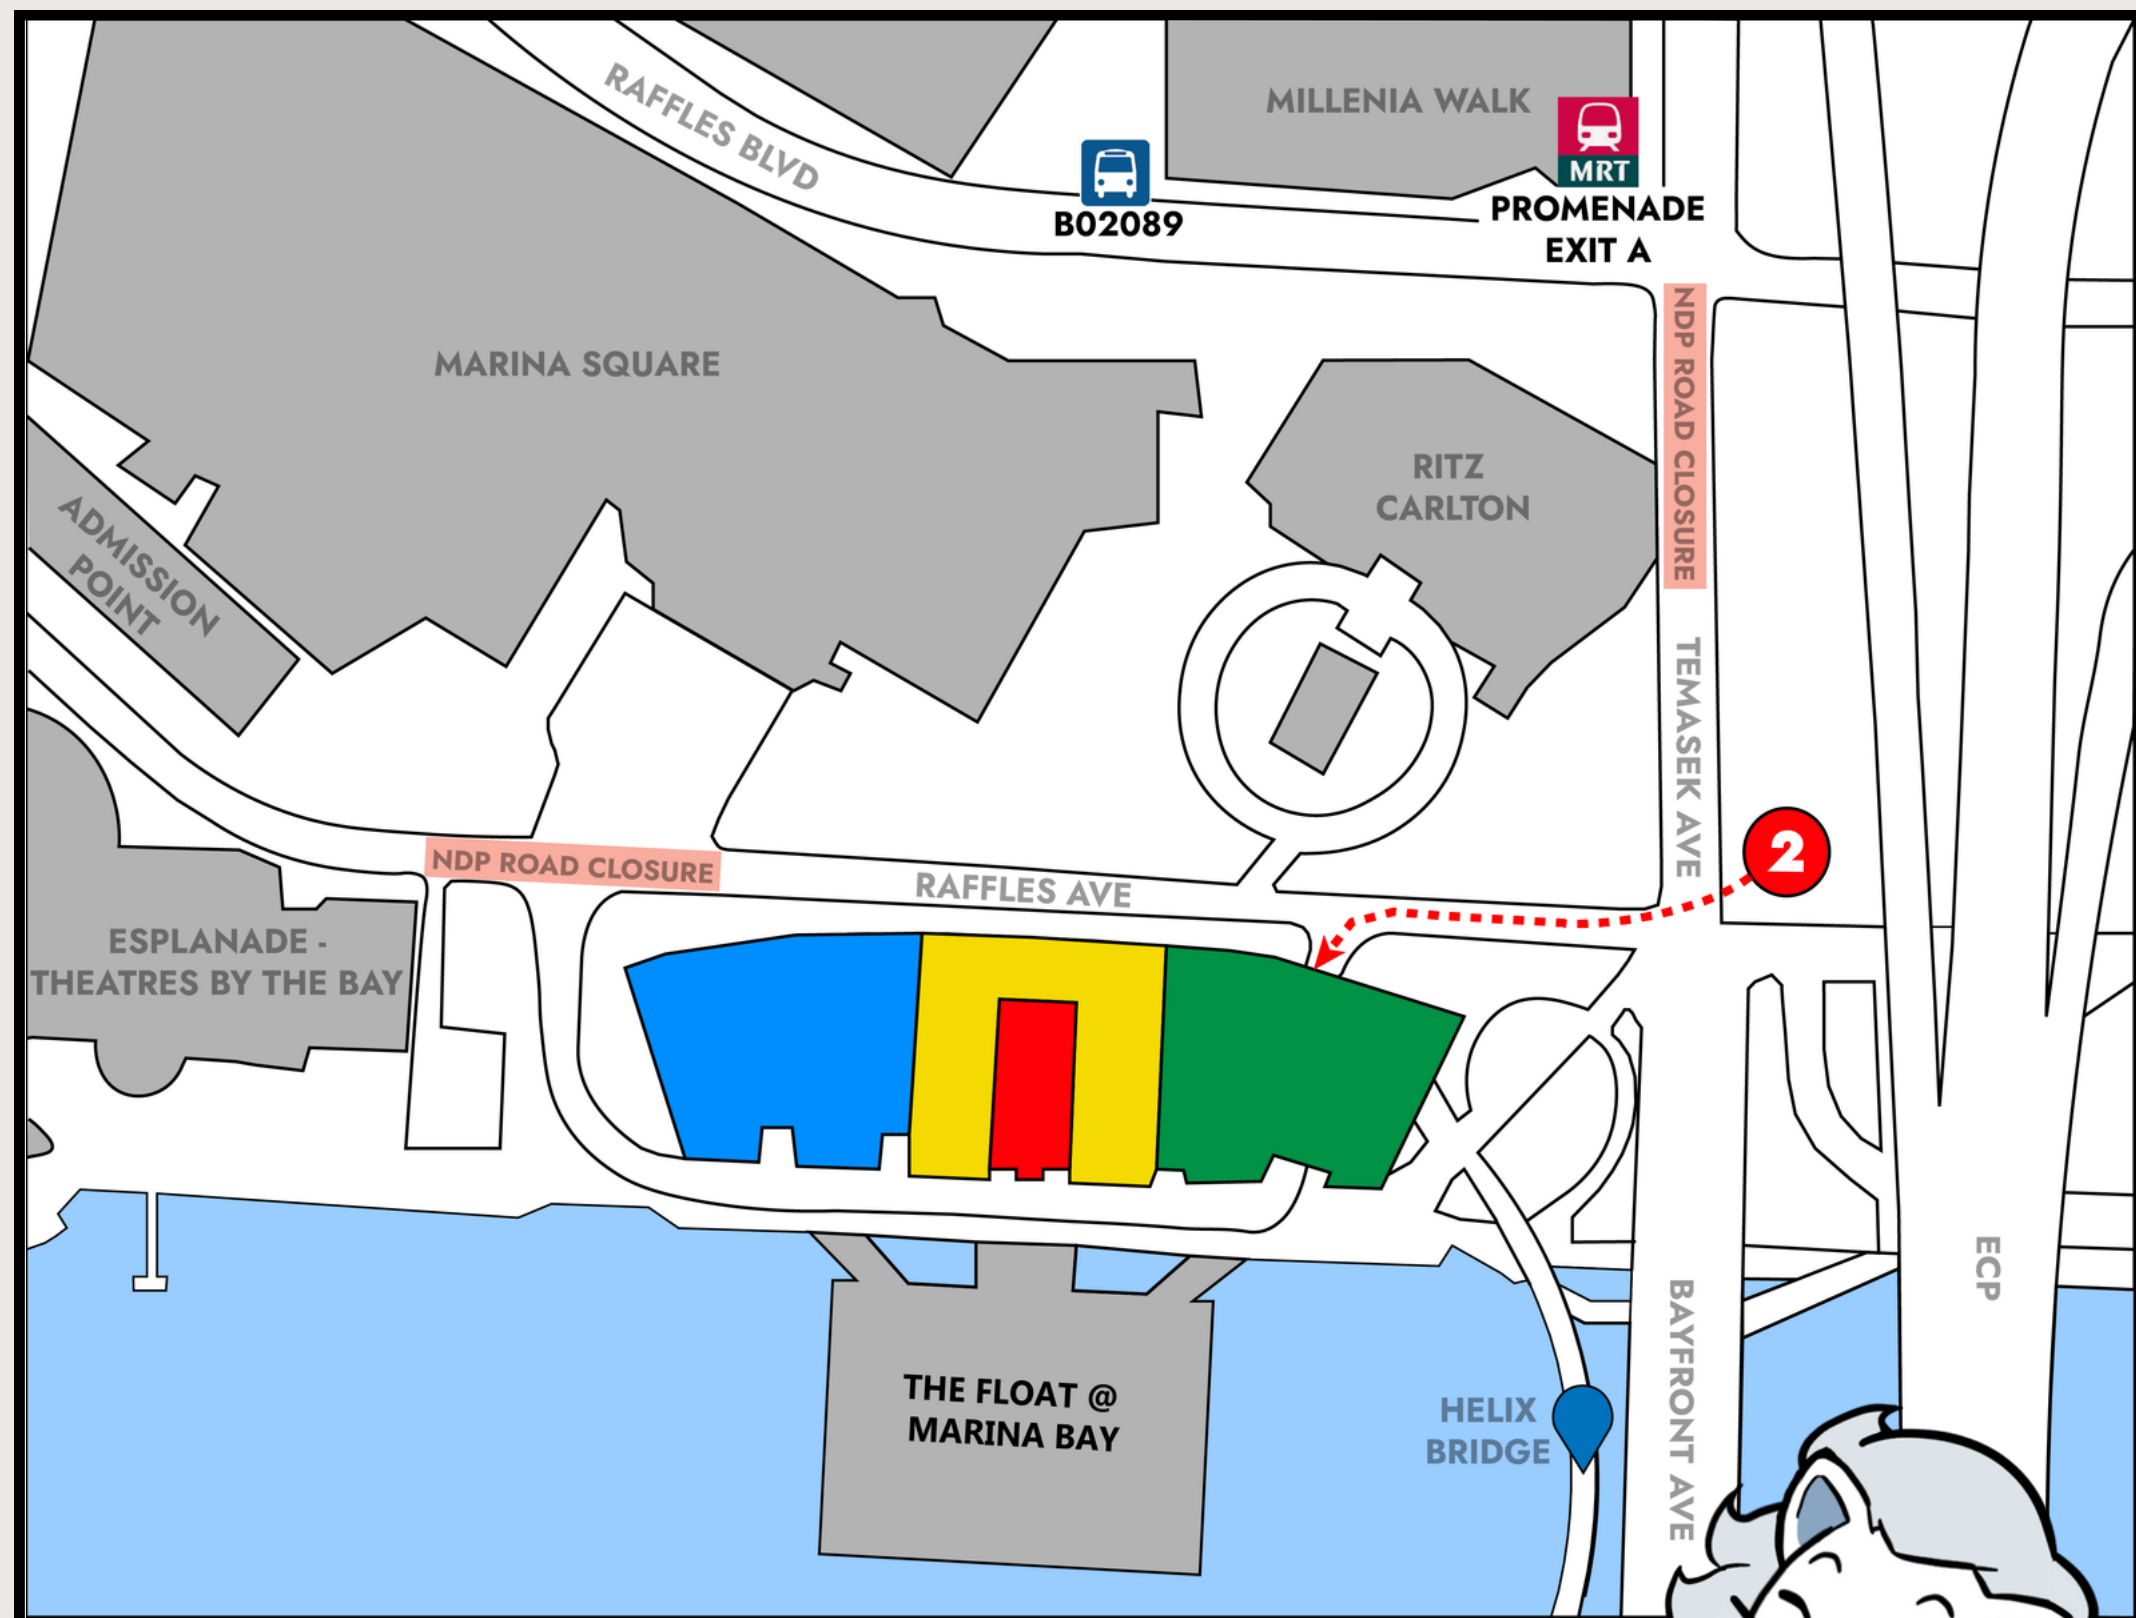 RAFFLES BLVD
MILLENIA WALK
MRT
B02089
PROMENADE
EXIT A
NDP ROAD CLOSURE
MARINA SQUARE
RITZ
CARLTON
ADMISSION
POINT
TEMASEK AVE
2
NDP ROAD CLOSURE
RAFFLES AVE
ESPLANADE -
THEATRES BY THE BAY
ECP
THE FLOAT @
MARINA BAY
HELIX
BRIDGE
BAYFRONT AVE